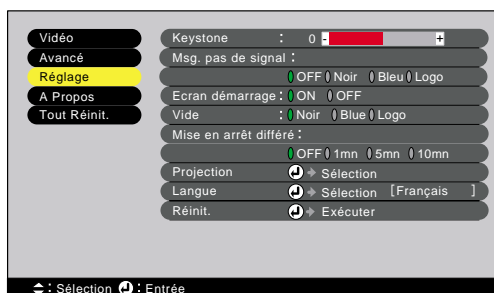 Vidéo
Avancé
Réglage
A Propos
Tout Réinit.
Keystone : 0 - +
Msg. pas de signal :
OFF Noir Bleu Logo
Ecran démarrage : ON OFF
Vide : Noir Blue Logo
Mise en arrêt différé :
OFF 1mn 5mn 10mn
Projection Sélection
Langue Sélection [Français ]
Réinit. Exécuter
: Sélection : Entrée